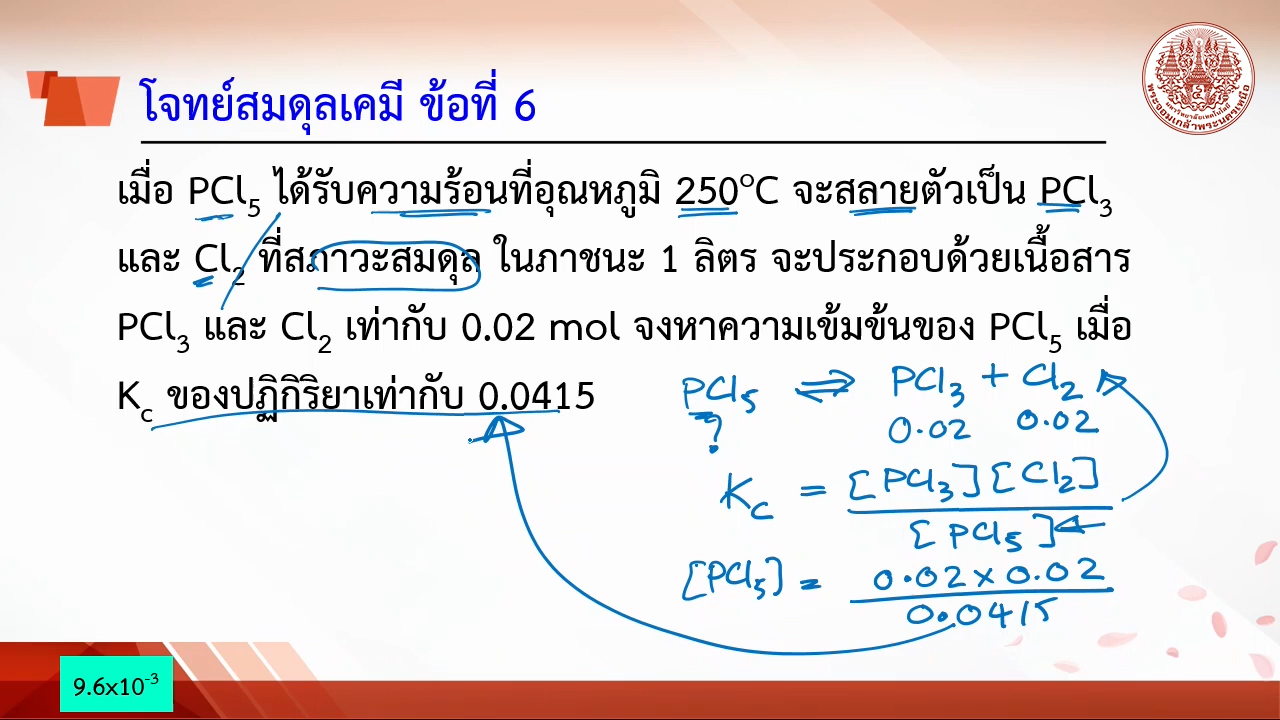 โจทย์สมดุลเคมี ข้อที่ 6
เมื่อ PCl₅ ได้รับความร้อนที่อุณหภูมิ 250°C จะสลายตัวเป็น PCl₃
และ Cl₂ ที่สภาวะสมดุล ในภาชนะ 1 ลิตร จะประกอบด้วยเนื้อสาร
PCl₃ และ Cl₂ เท่ากับ 0.02 mol จงหาความเข้มข้นของ PCl₅ เมื่อ
K꜀ ของปฏิกิริยาเท่ากับ 0.0415
PCl₅ ⇌ PCl₃ + Cl₂
? 0.02 0.02
K꜀ = [PCl₃][Cl₂]
[PCl₅]
[PCl₅] = 0.02 x 0.02
0.0415
9.6x10⁻³